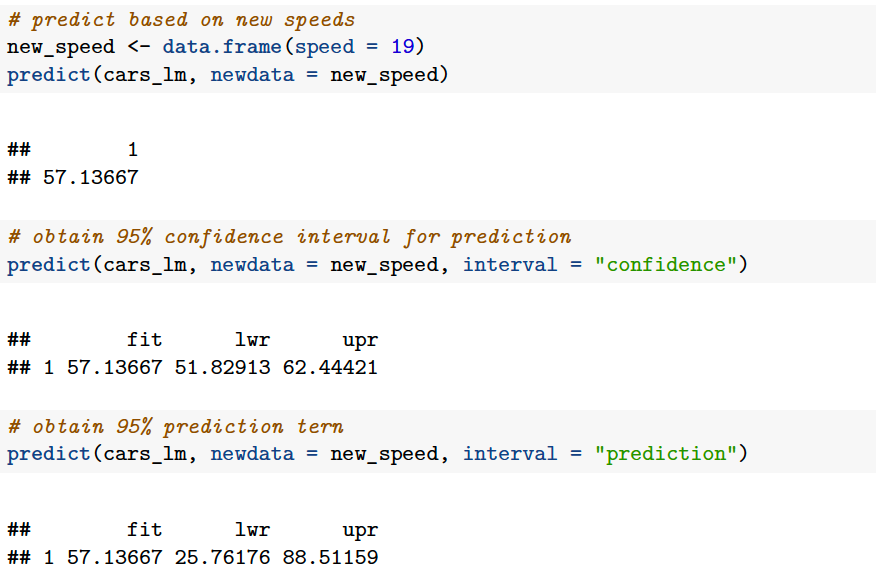 # predict based on new speeds
new_speed <- data.frame(speed = 19)
predict(cars_lm, newdata = new_speed)
##        1
## 57.13667
# obtain 95% confidence interval for prediction
predict(cars_lm, newdata = new_speed, interval = "confidence")
##        fit      lwr      upr
## 1 57.13667 51.82913 62.44421
# obtain 95% prediction tern
predict(cars_lm, newdata = new_speed, interval = "prediction")
##        fit      lwr      upr
## 1 57.13667 25.76176 88.51159